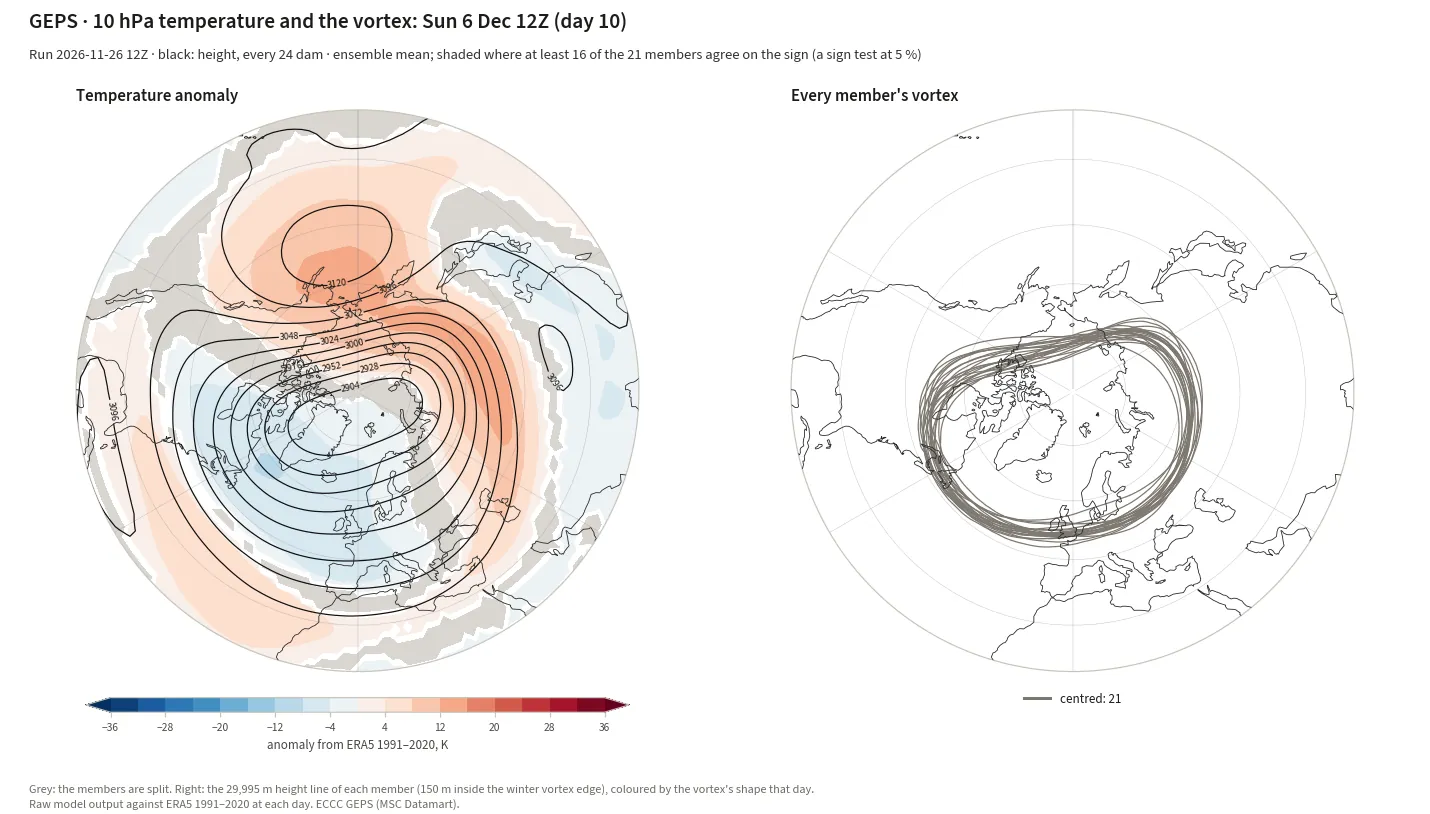 GEPS · 10 hPa temperature and the vortex: Sun 6 Dec 12Z (day 10)
Run 2026-11-26 12Z · black: height, every 24 dam · ensemble mean; shaded where at least 16 of the 21 members agree on the sign (a sign test at 5 %)
Temperature anomaly
Every member's vortex
3120
3096
3072
3048
3024
3000
2952
2928
2904
3096
3096
centred: 21
−36 −28 −20 −12 −4 4 12 20 28 36
anomaly from ERA5 1991–2020, K
Grey: the members are split. Right: the 29,995 m height line of each member (150 m inside the winter vortex edge), coloured by the vortex's shape that day.
Raw model output against ERA5 1991–2020 at each day. ECCC GEPS (MSC Datamart).